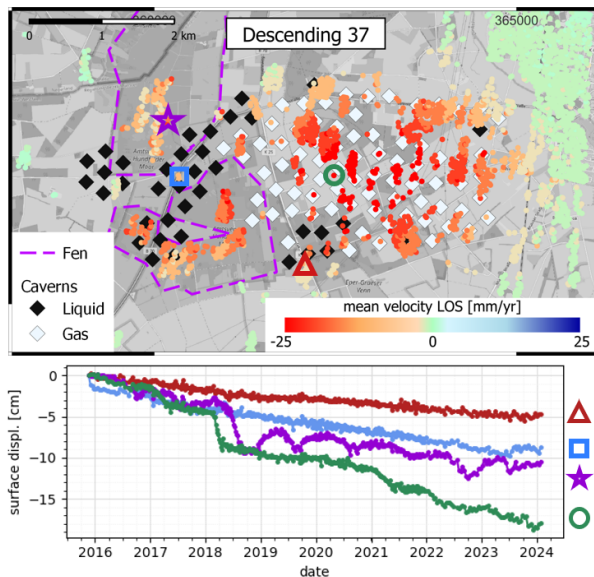 365000
0
1
2 km
Descending 37
Fen
Caverns
Liquid
Gas
mean velocity LOS [mm/yr]
-25
0
25
surface displ. [cm]
0
−5
−10
−15
2016 2017 2018 2019 2020 2021 2022 2023 2024
date